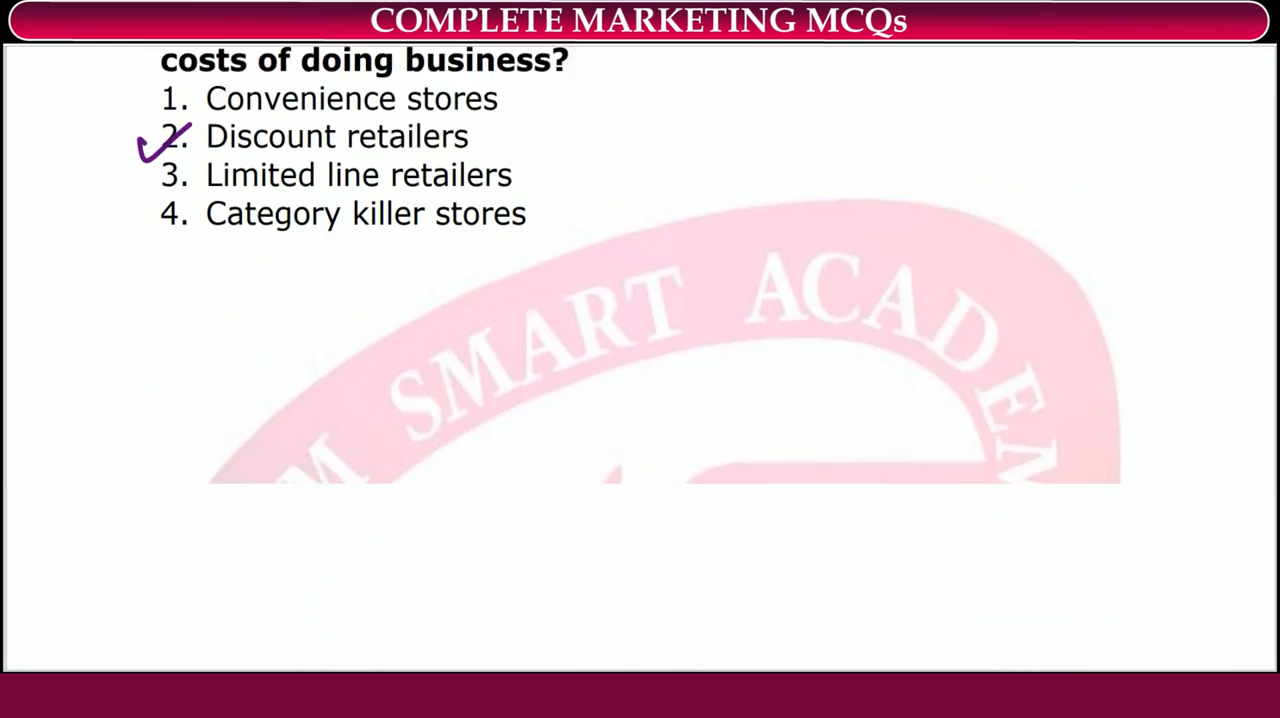 COMPLETE MARKETING MCQs
costs of doing business?
1. Convenience stores
2. Discount retailers
3. Limited line retailers
4. Category killer stores
M SMART ACADEM